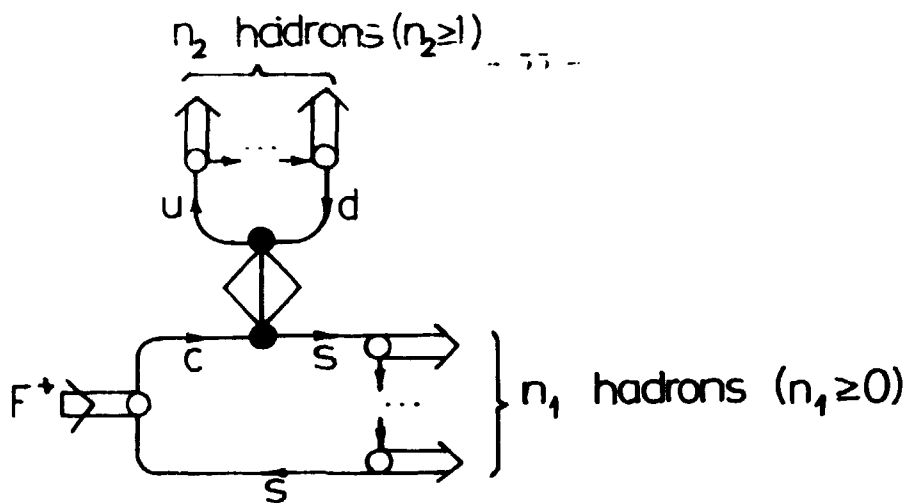 n₂ hadrons (n₂≥1)
...
u d
c s
F⁺
...
n₁ hadrons (n₁≥0)
s